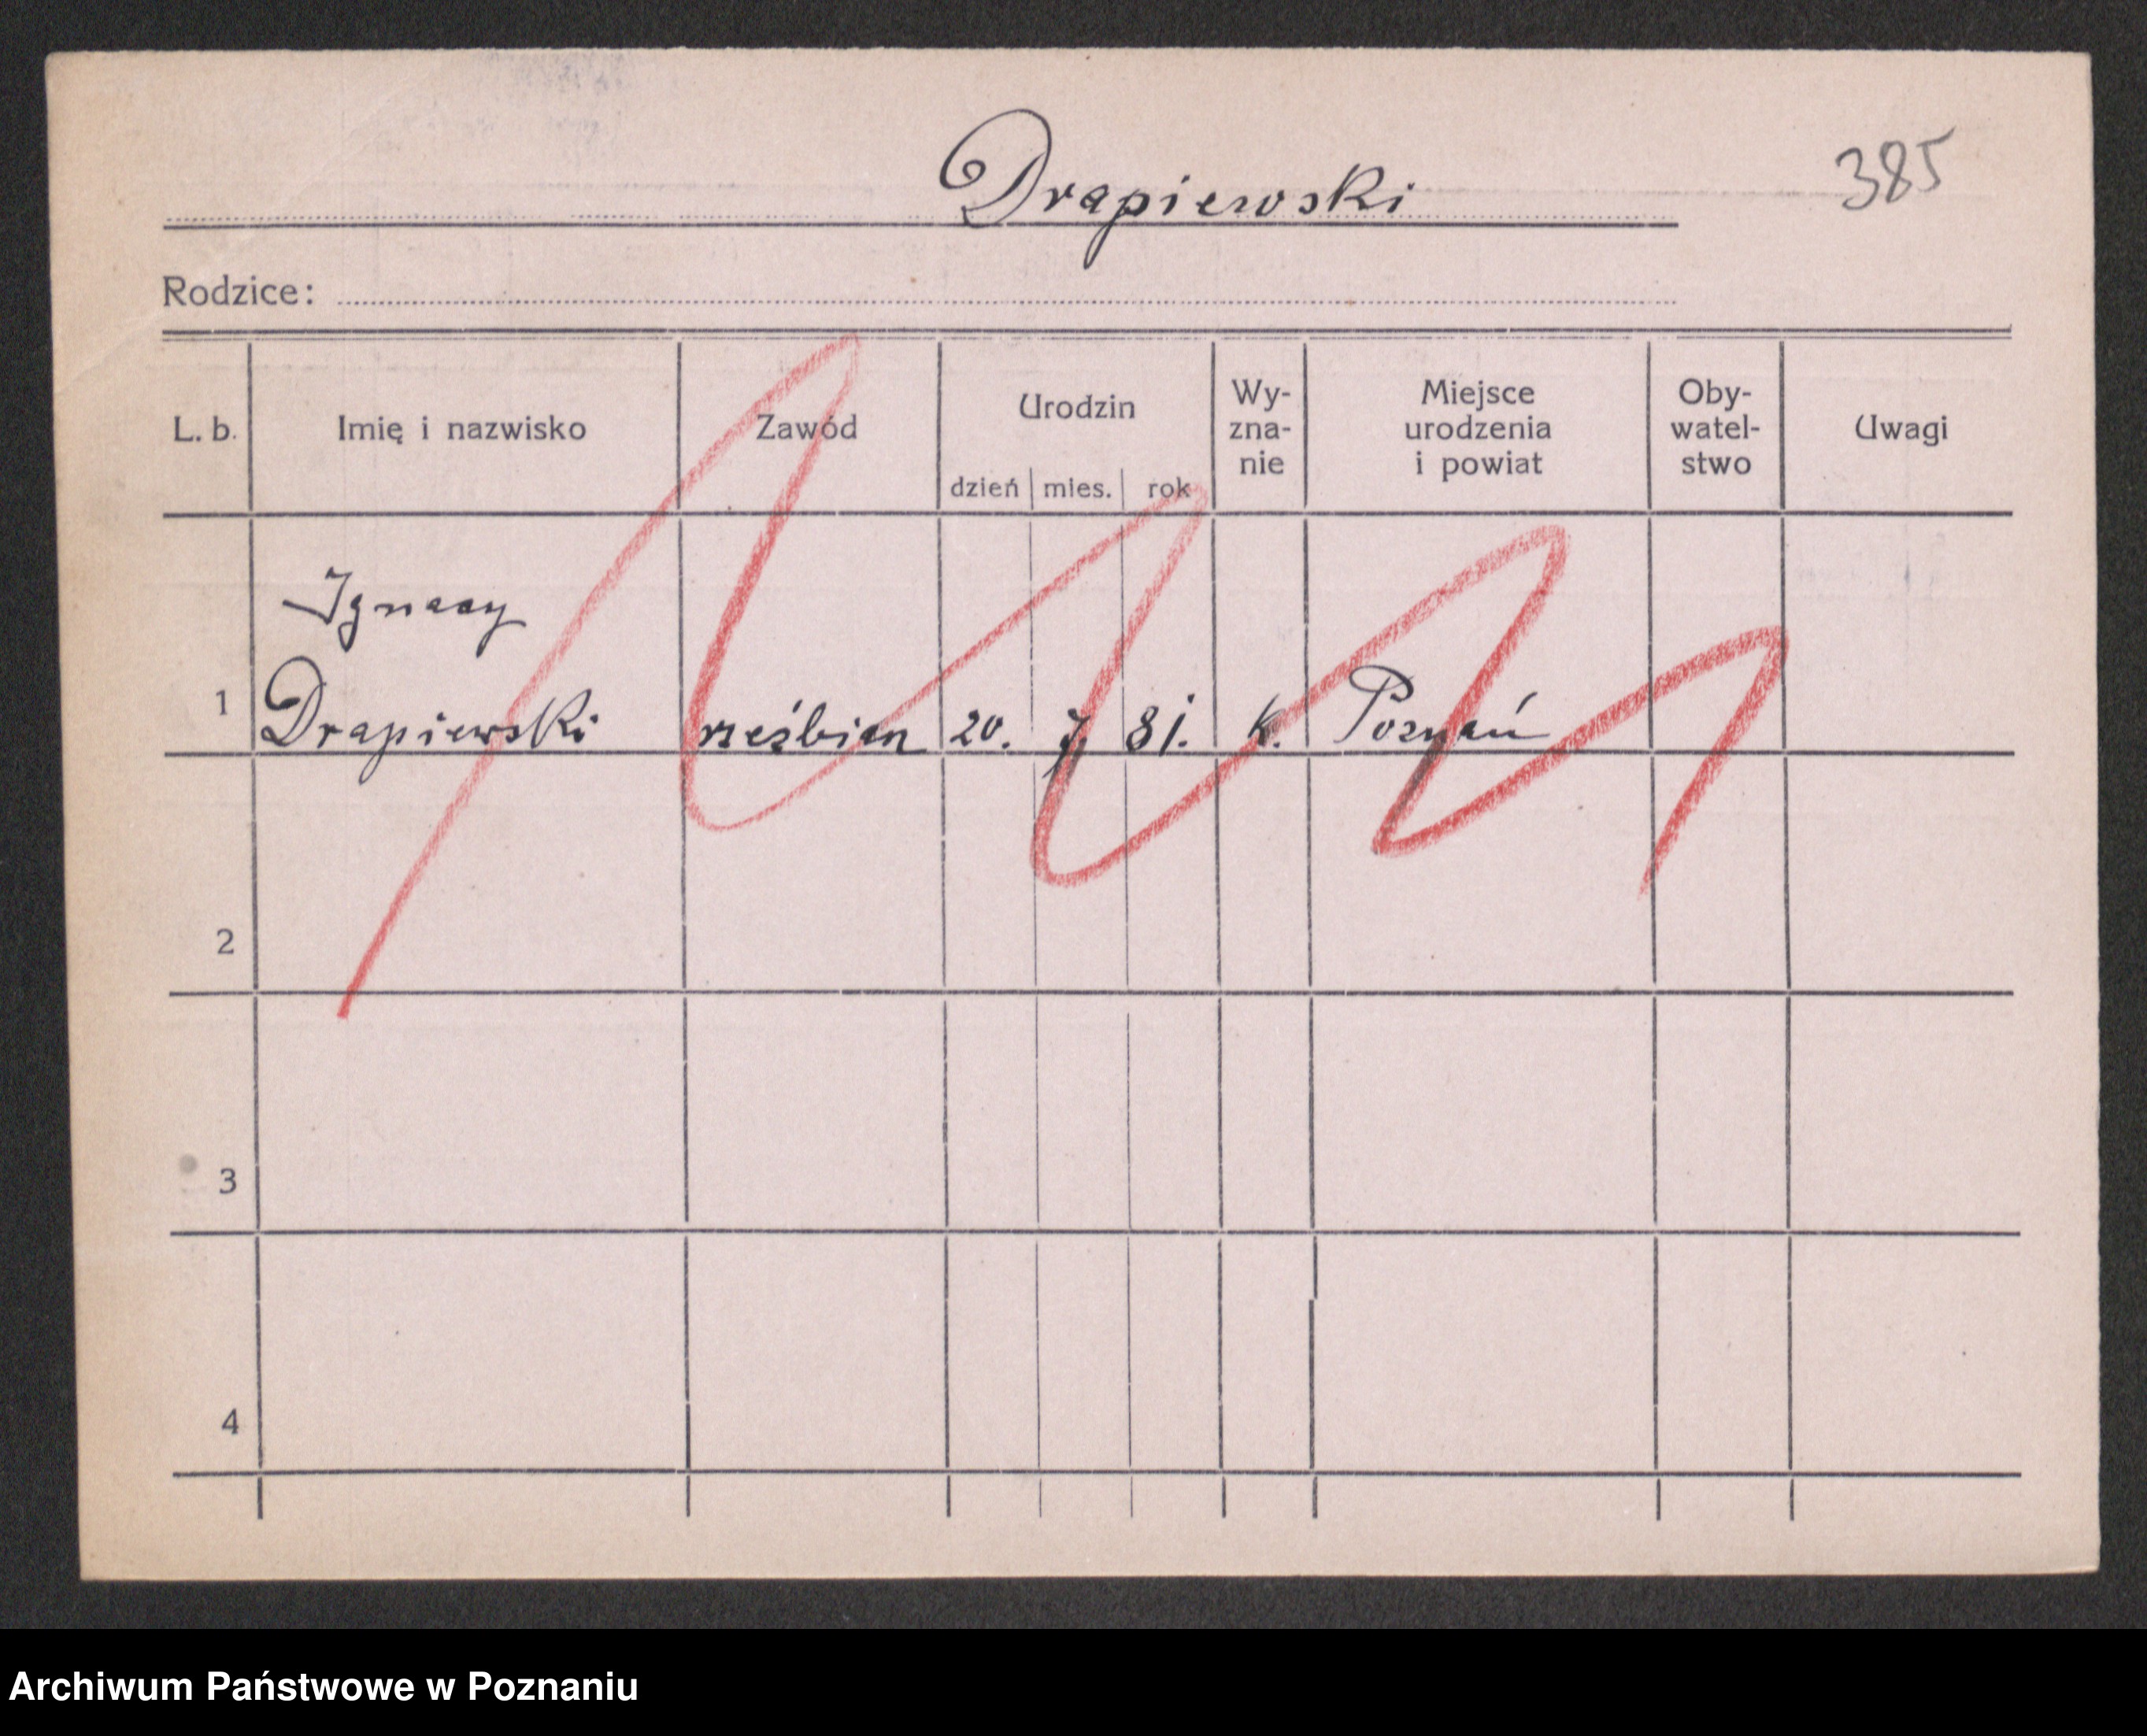 Drapiewski
385
Rodzice:
L. b.
Imię i nazwisko
Zawód
Urodzin
dzień mies. rok
Wy-
zna-
nie
Miejsce
urodzenia
i powiat
Oby-
watel-
stwo
Uwagi
Ignacy
1 Drapiewski rzeźbiarz 20. 7 81. k. Poznań
2
3
4
Archiwum Państwowe w Poznaniu